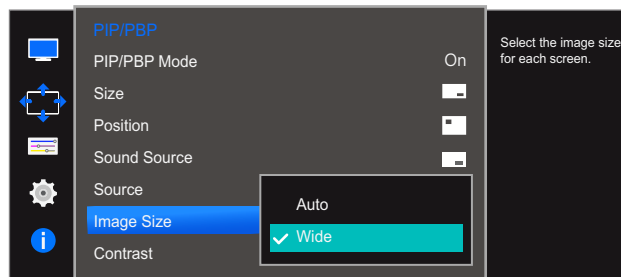 PIP/PBP
PIP/PBP Mode On
Size
Position
Sound Source
Source
Image Size
Contrast
Auto
Wide
Select the image size
for each screen.